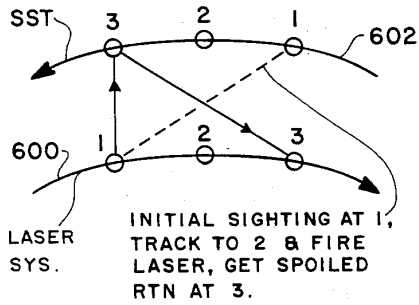 SST
3
2
1
602
600
1
2
3
LASER
SYS.
INITIAL SIGHTING AT 1,
TRACK TO 2 & FIRE
LASER, GET SPOILED
RTN AT 3.